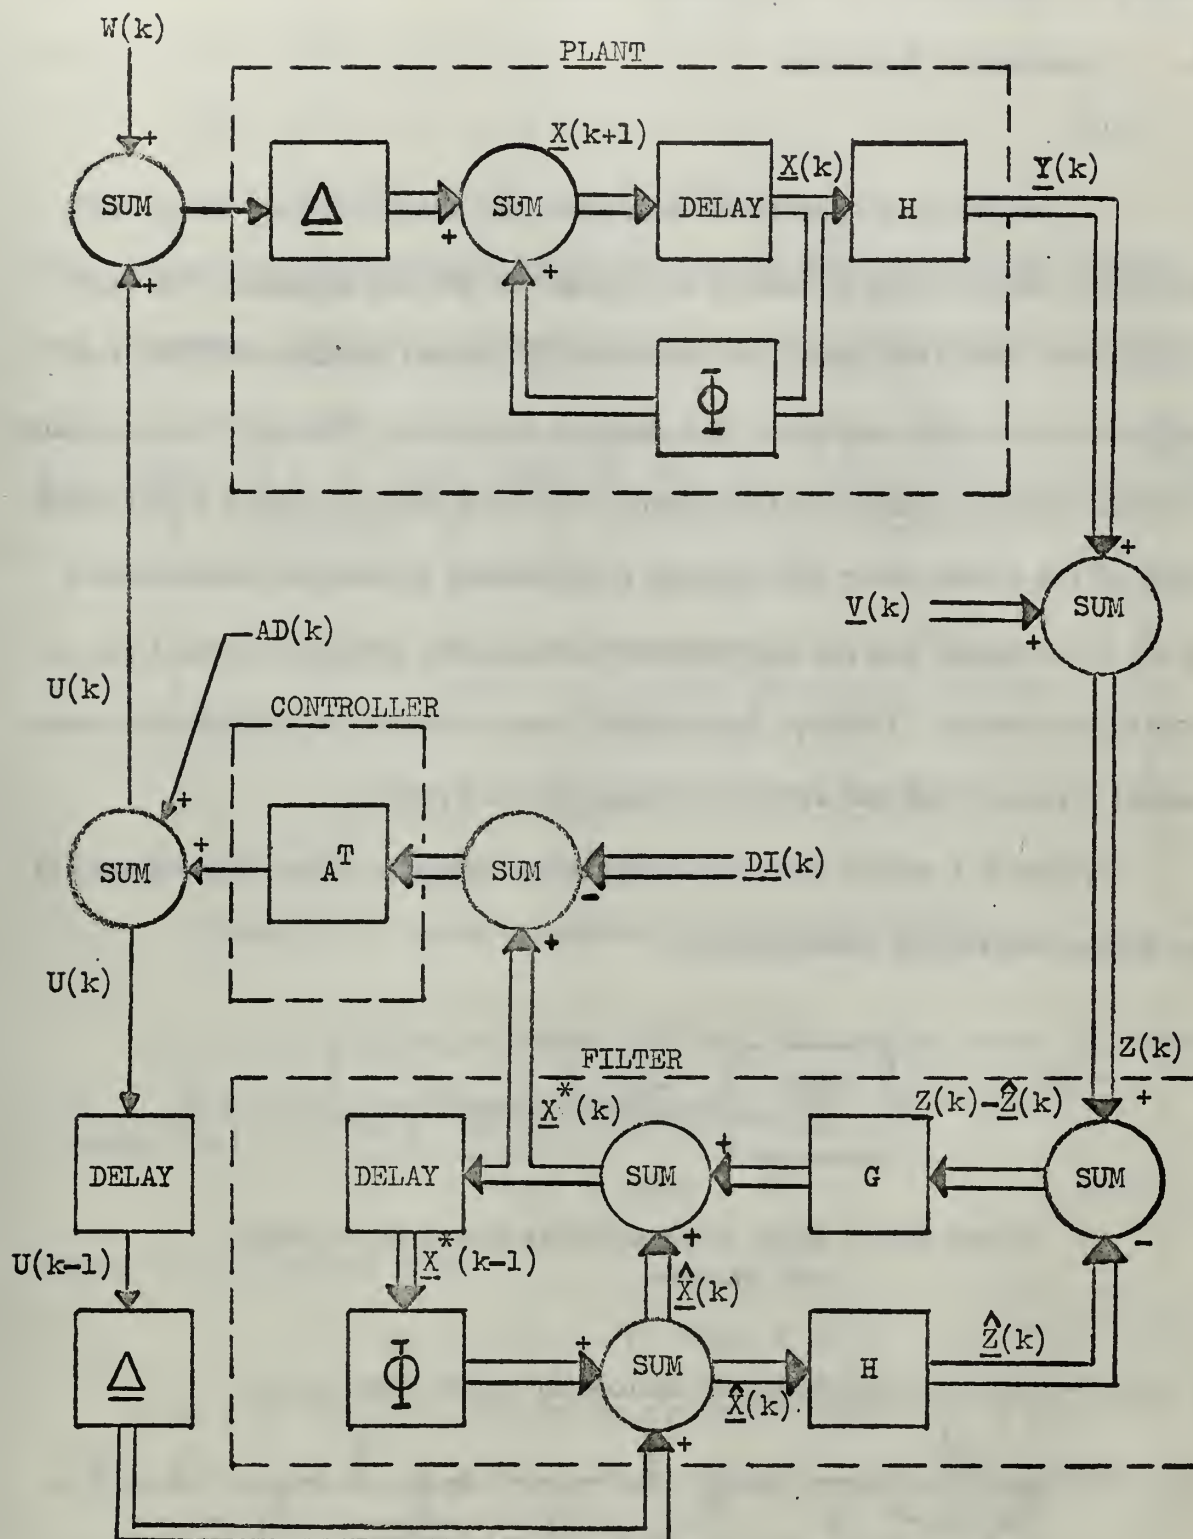 W(k)
PLANT
+
X(k+1)
X(k)
Y(k)
SUM
Δ
+
SUM
DELAY
H
+
+
Φ
+
V(k)
+
SUM
AD(k)
U(k)
CONTROLLER
+
SUM
+
A^T
SUM
-
DI(k)
+
U(k)
Z(k)
FILTER
X*(k)
Z(k)-Ẑ(k)
+
DELAY
DELAY
SUM
+
G
SUM
U(k-1)
X*(k-1)
+
-
X̂(k)
Δ
Φ
+
SUM
X̂(k)
H
Ẑ(k)
+